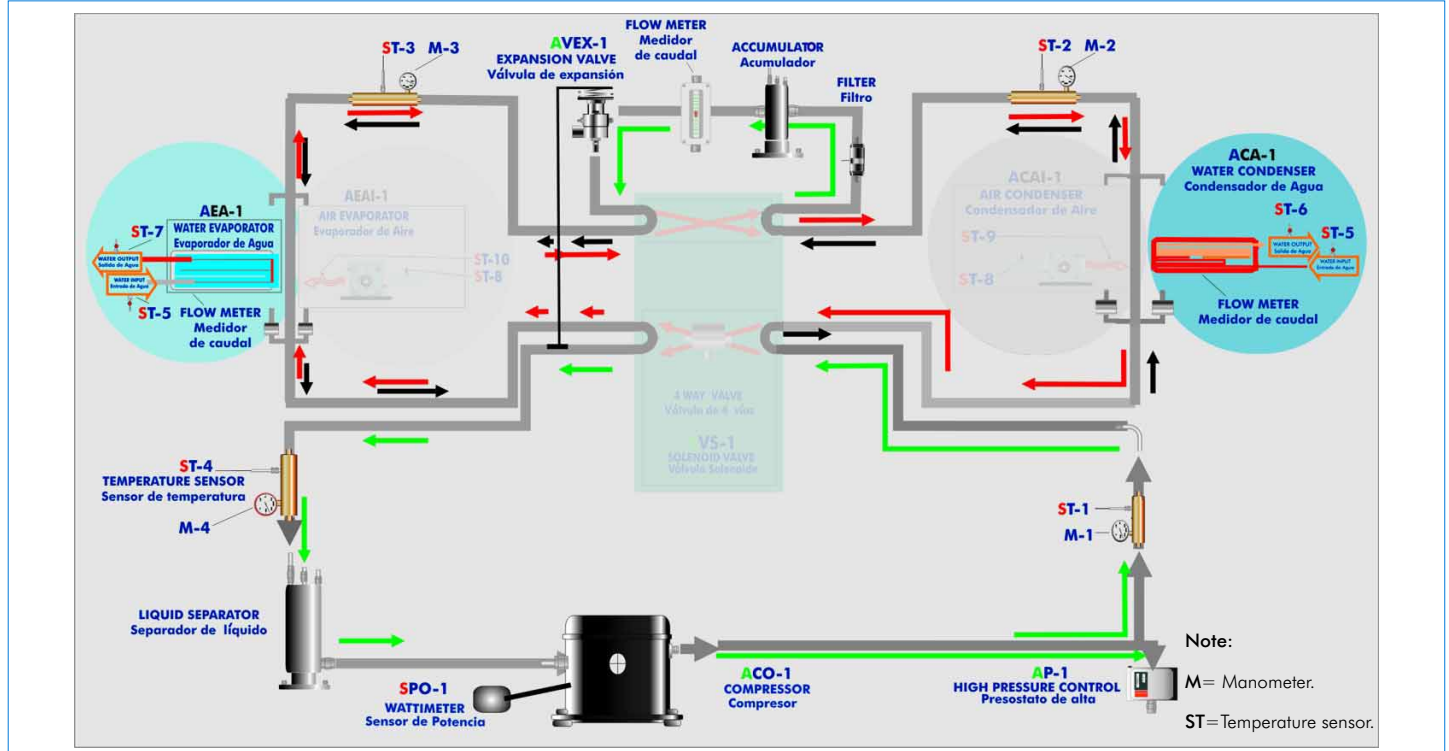 FLOW METER
Medidor
de caudal
ST-3 M-3
AVEX-1
EXPANSION VALVE
Válvula de expansión
ACCUMULATOR
Acumulador
FILTER
Filtro
ST-2 M-2
AEA-1
WATER EVAPORATOR
Evaporador de Agua
ST-7
WATER OUTPUT
Salida de Agua
WATER INPUT
Entrada de Agua
ST-5
FLOW METER
Medidor
de caudal
AEAI-1
AIR EVAPORATOR
Evaporador de Aire
ST-10
ST-8
ACAI-1
AIR CONDENSER
Condensador de Aire
ST-9
ST-8
ACA-1
WATER CONDENSER
Condensador de Agua
ST-6
ST-5
WATER OUTPUT
Salida de Agua
WATER INPUT
Entrada de Agua
FLOW METER
Medidor de caudal
4 WAY VALVE
Válvula de 4 vías
VS-1
SOLENOID VALVE
Válvula Solenoide
ST-4
TEMPERATURE SENSOR
Sensor de temperatura
M-4
ST-1
M-1
LIQUID SEPARATOR
Separador de líquido
SPO-1
WATTIMETER
Sensor de Potencia
ACO-1
COMPRESSOR
Compresor
AP-1
HIGH PRESSURE CONTROL
Presostato de alta
Note:
M= Manometer.
ST=Temperature sensor.